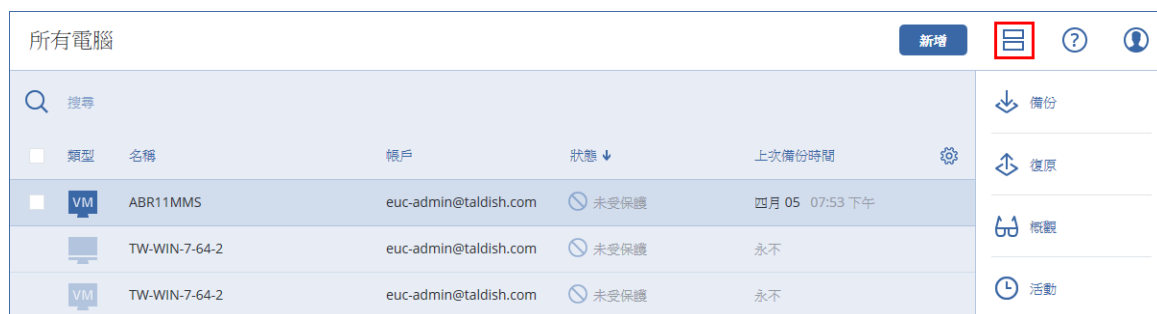 所有電腦
新增
搜尋
類型 名稱 帳戶 狀態 上次備份時間
VM ABR11MMS euc-admin@taldish.com 未受保護 四月 05 07:53 下午
TW-WIN-7-64-2 euc-admin@taldish.com 未受保護 永不
VM TW-WIN-7-64-2 euc-admin@taldish.com 未受保護 永不
備份
復原
概觀
活動